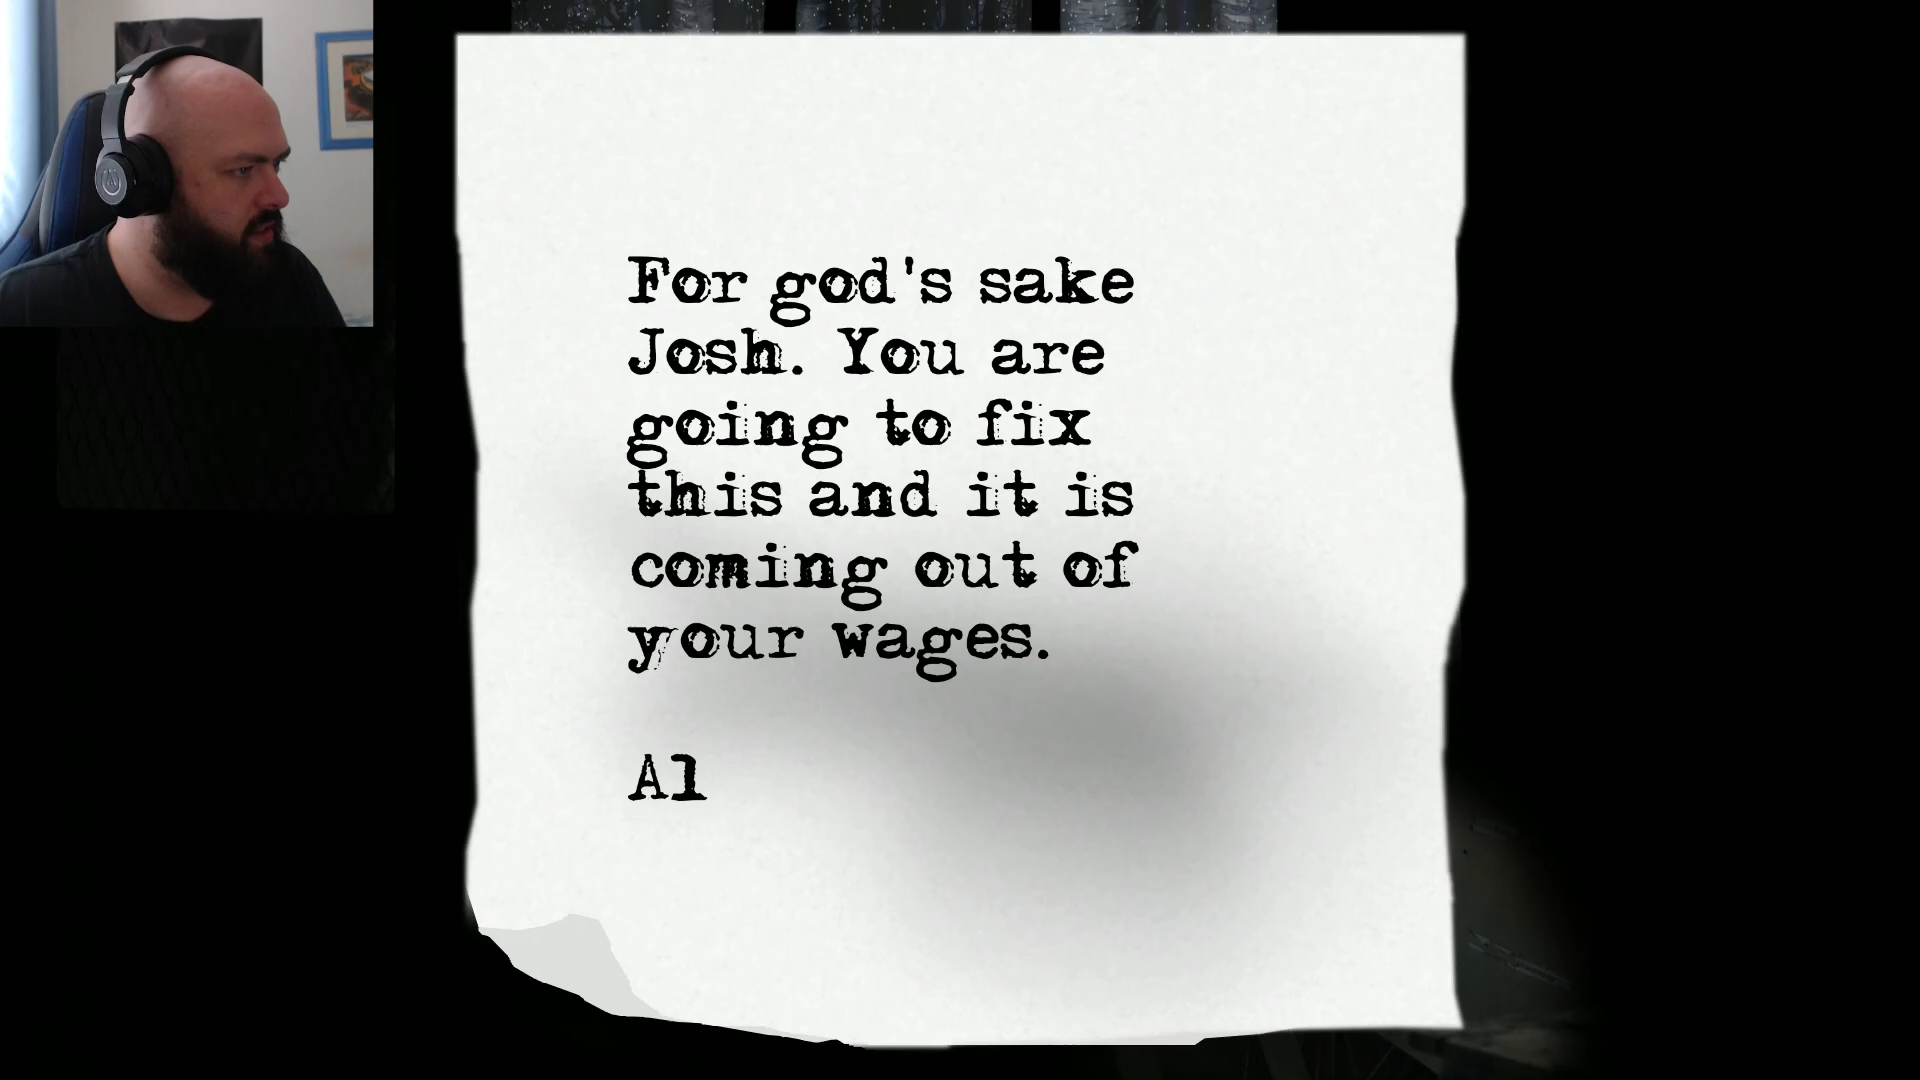 For god's sake
Josh. You are
going to fix
this and it is
coming out of
your wages.
Al